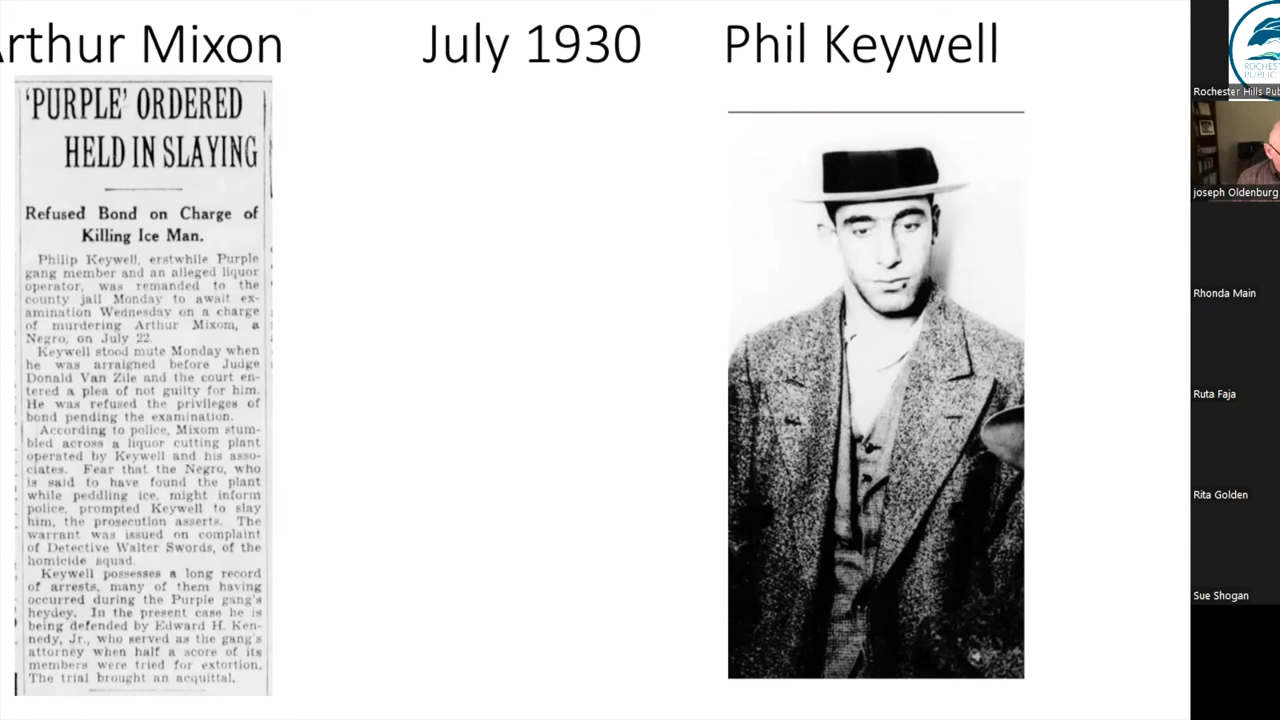 rthur Mixon
July 1930
Phil Keywell
'PURPLE' ORDERED
HELD IN SLAYING
Refused Bond on Charge of
Killing Ice Man.
Philip Keywell, erstwhile Purple
gang member and an alleged liquor
operator, was remanded to the
county jail Monday to await ex-
amination Wednesday on a charge
of murdering Arthur Mixom, a
Negro, on July 22.
Keywell stood mute Monday when
he was arraigned before Judge
Donald Van Zile and the court en-
tered a plea of not guilty for him.
He was refused the privileges of
bond pending the examination.
According to police, Mixom stum-
bled across a liquor cutting plant
operated by Keywell and his asso-
ciates. Fear that the Negro, who
is said to have found the plant
while peddling ice, might inform
police, prompted Keywell to slay
him, the prosecution asserts. The
warrant was issued on complaint
of Detective Walter Swords, of the
homicide squad.
Keywell possesses a long record
of arrests, many of them having
occurred during the Purple gang's
heydey. In the present case he is
being defended by Edward H. Ken-
nedy, Jr., who served as the gang's
attorney when half a score of its
members were tried for extortion.
The trial brought an acquittal.
ROCHES
PUBLIC
Rochester Hills Pub
joseph Oldenburg
Rhonda Main
Ruta Faja
Rita Golden
Sue Shogan